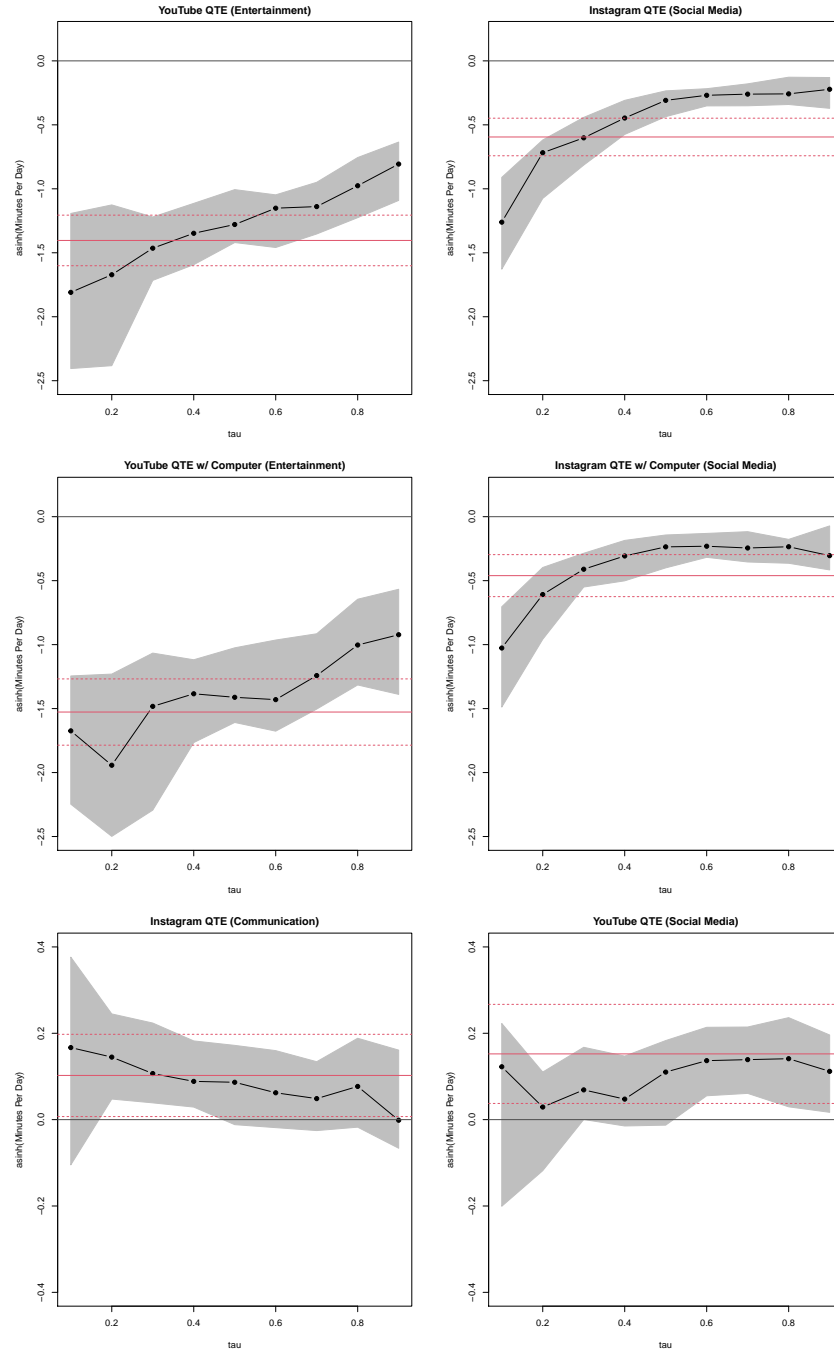 YouTube QTE (Entertainment)
asinh(Minutes Per Day)
0.0
−0.5
−1.0
−1.5
−2.0
−2.5
0.2 0.4 0.6 0.8
tau
Instagram QTE (Social Media)
asinh(Minutes Per Day)
0.0
−0.5
−1.0
−1.5
−2.0
−2.5
0.2 0.4 0.6 0.8
tau
YouTube QTE w/ Computer (Entertainment)
asinh(Minutes Per Day)
0.0
−0.5
−1.0
−1.5
−2.0
−2.5
0.2 0.4 0.6 0.8
tau
Instagram QTE w/ Computer (Social Media)
asinh(Minutes Per Day)
0.0
−0.5
−1.0
−1.5
−2.0
−2.5
0.2 0.4 0.6 0.8
tau
Instagram QTE (Communication)
asinh(Minutes Per Day)
0.4
0.2
0.0
−0.2
−0.4
0.2 0.4 0.6 0.8
tau
YouTube QTE (Social Media)
asinh(Minutes Per Day)
0.4
0.2
0.0
−0.2
−0.4
0.2 0.4 0.6 0.8
tau